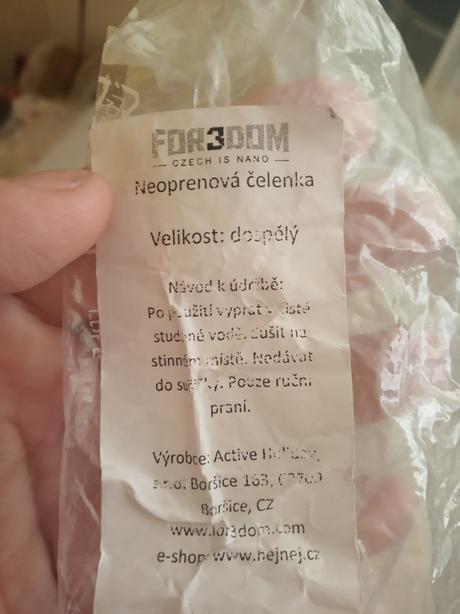 FOR3DOM
— CZECH IS NANO —
Neoprenová čelenka
Velikost: dospělý
Návod k údržbě:
Po použití vyprat v čisté
studené vodě. Sušit na
stinném místě. Nedávat
do sušičky. Pouze ruční
praní.
Výrobce: Active Holiday,
s.r.o. Boršice 163,
Boršice, CZ
www.for3dom.com
e-shop: www.hejnej.cz